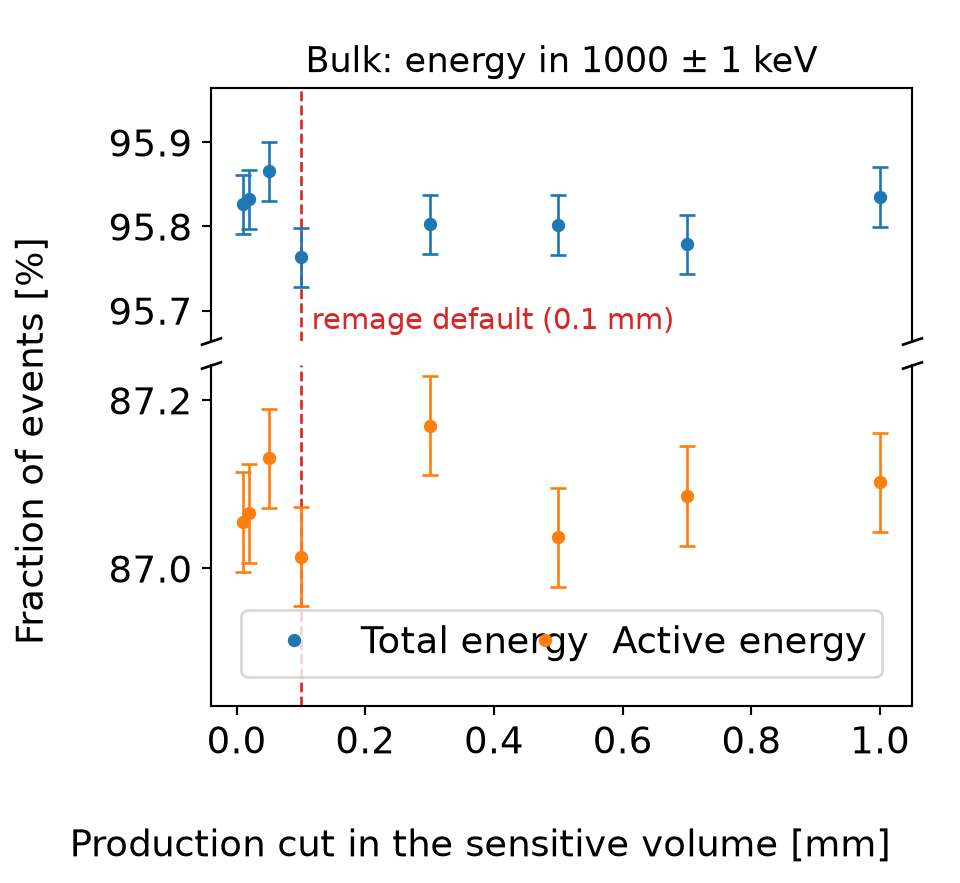 Bulk: energy in 1000 ± 1 keV
Fraction of events [%]
95.9
95.8
95.7
remage default (0.1 mm)
87.2
87.0
Total energy Active energy
0.0 0.2 0.4 0.6 0.8 1.0
Production cut in the sensitive volume [mm]